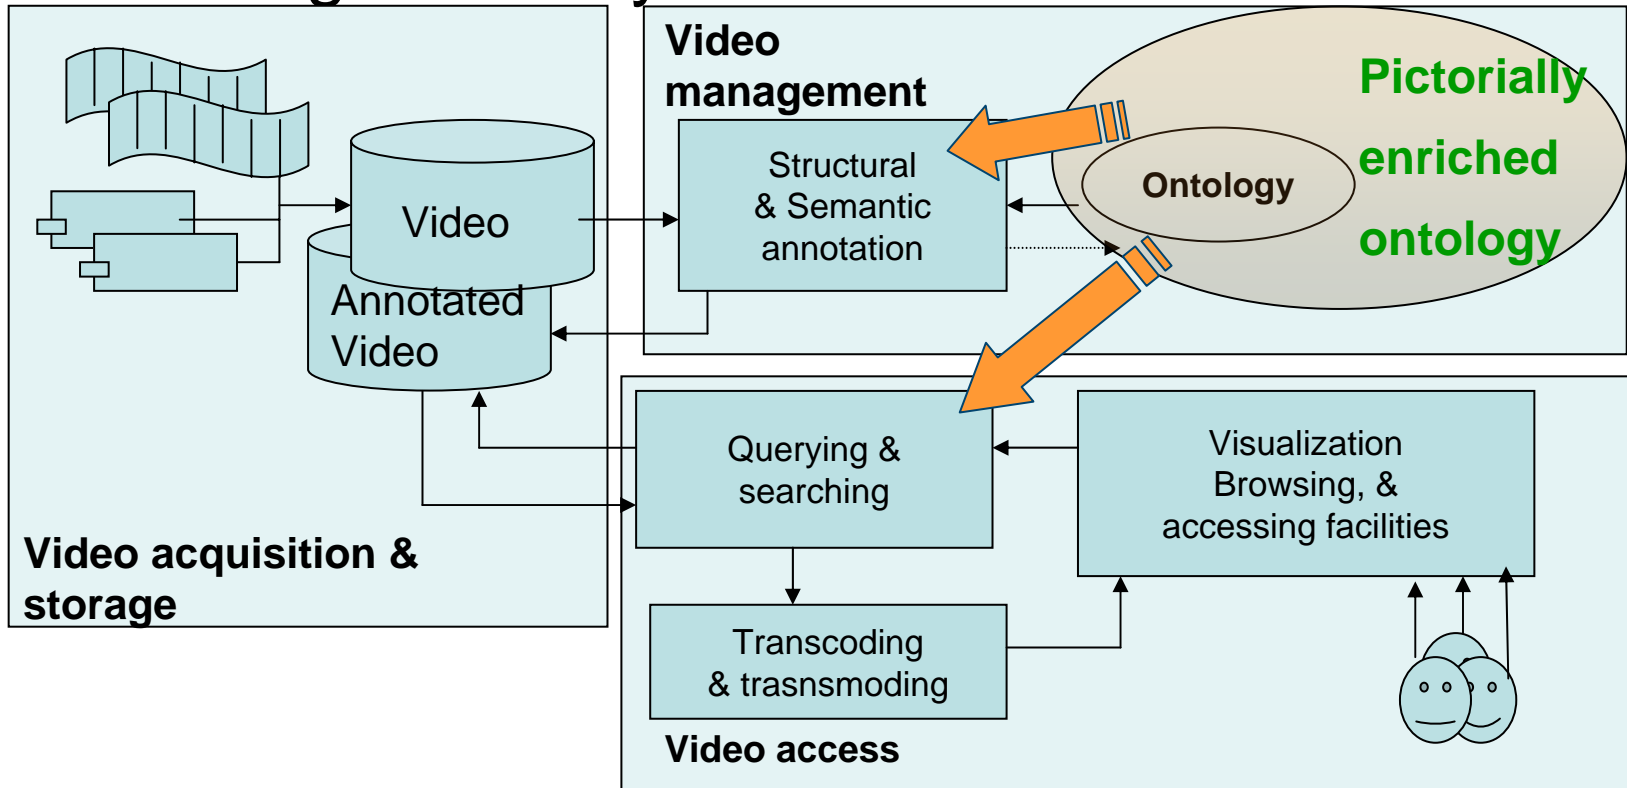 Video
management
Pictorially
enriched
ontology
Ontology
Structural
& Semantic
annotation
Video
Annotated
Video
Video acquisition &
storage
Querying &
searching
Visualization
Browsing, &
accessing facilities
Transcoding
& trasnsmoding
Video access